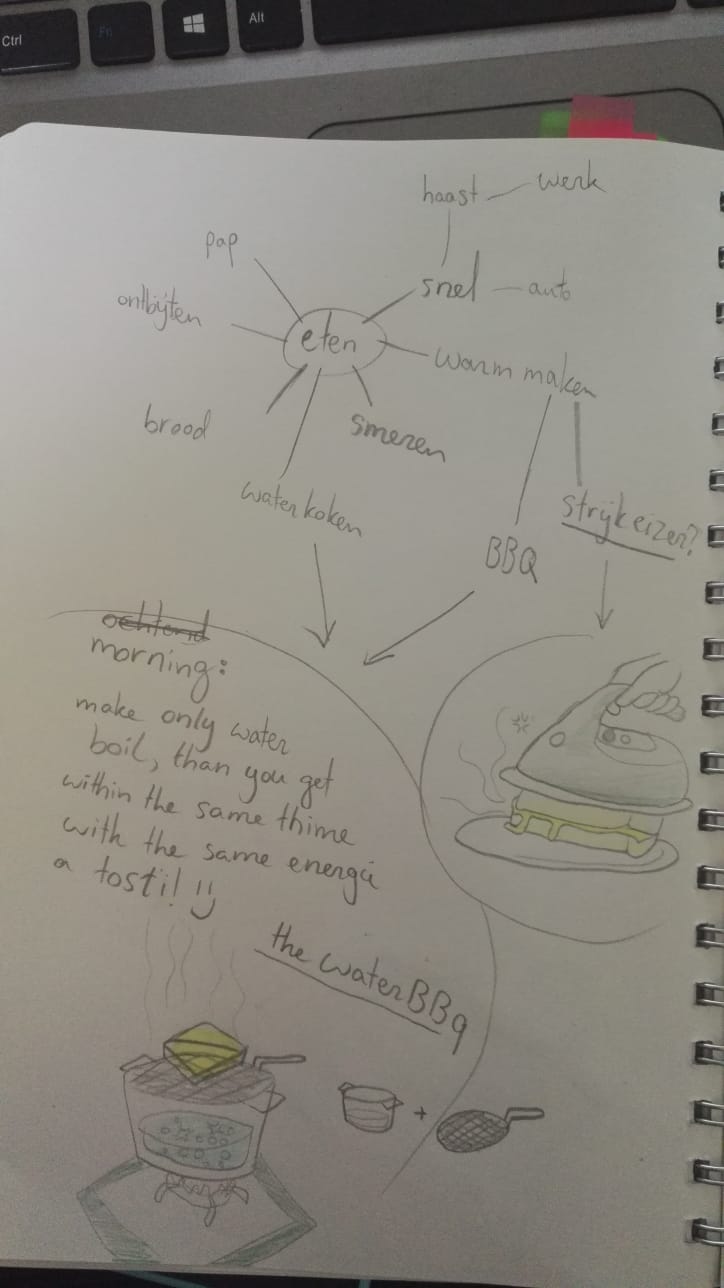 Ctrl
Fn
Alt
haast
werk
pap
snel
auto
ontbijten
eten
warm maken
brood
smeren
water koken
strijkeizer?
BBQ
ochtend
morning:
make only water
boil, than you get
within the same thime
with the same energi
a tosti! !)
the waterBBq
+